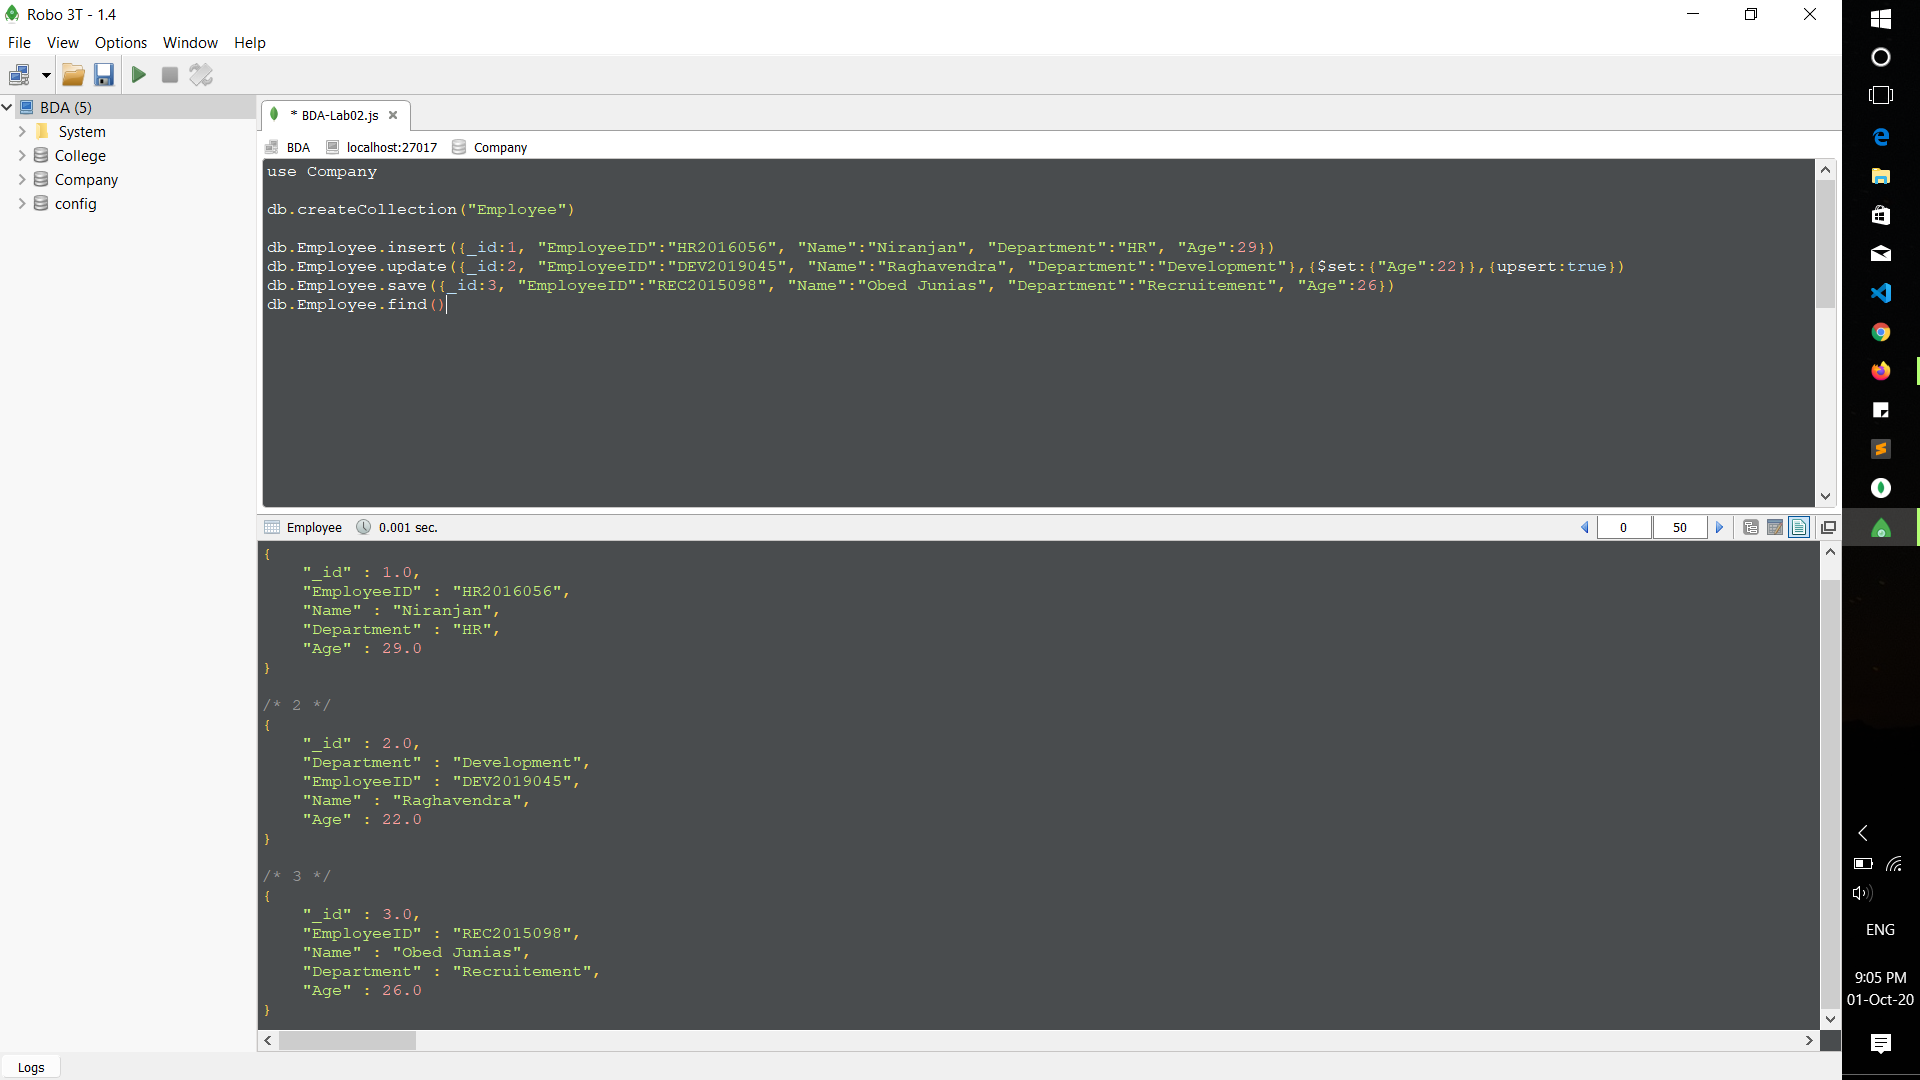 Robo 3T - 1.4
File View Options Window Help
BDA (5)
System
College
Company
config
* BDA-Lab02.js
BDA localhost:27017 Company
use Company
db.createCollection("Employee")
db.Employee.insert({_id:1, "EmployeeID":"HR2016056", "Name":"Niranjan", "Department":"HR", "Age":29})
db.Employee.update({_id:2, "EmployeeID":"DEV2019045", "Name":"Raghavendra", "Department":"Development"},{$set:{"Age":22}},{upsert:true})
db.Employee.save({_id:3, "EmployeeID":"REC2015098", "Name":"Obed Junias", "Department":"Recruitement", "Age":26})
db.Employee.find()
Employee 0.001 sec. 0 50
{
"_id" : 1.0,
"EmployeeID" : "HR2016056",
"Name" : "Niranjan",
"Department" : "HR",
"Age" : 29.0
}
/* 2 */
{
"_id" : 2.0,
"Department" : "Development",
"EmployeeID" : "DEV2019045",
"Name" : "Raghavendra",
"Age" : 22.0
}
/* 3 */
{
"_id" : 3.0,
"EmployeeID" : "REC2015098",
"Name" : "Obed Junias",
"Department" : "Recruitement",
"Age" : 26.0
}
Logs
ENG
9:05 PM
01-Oct-20